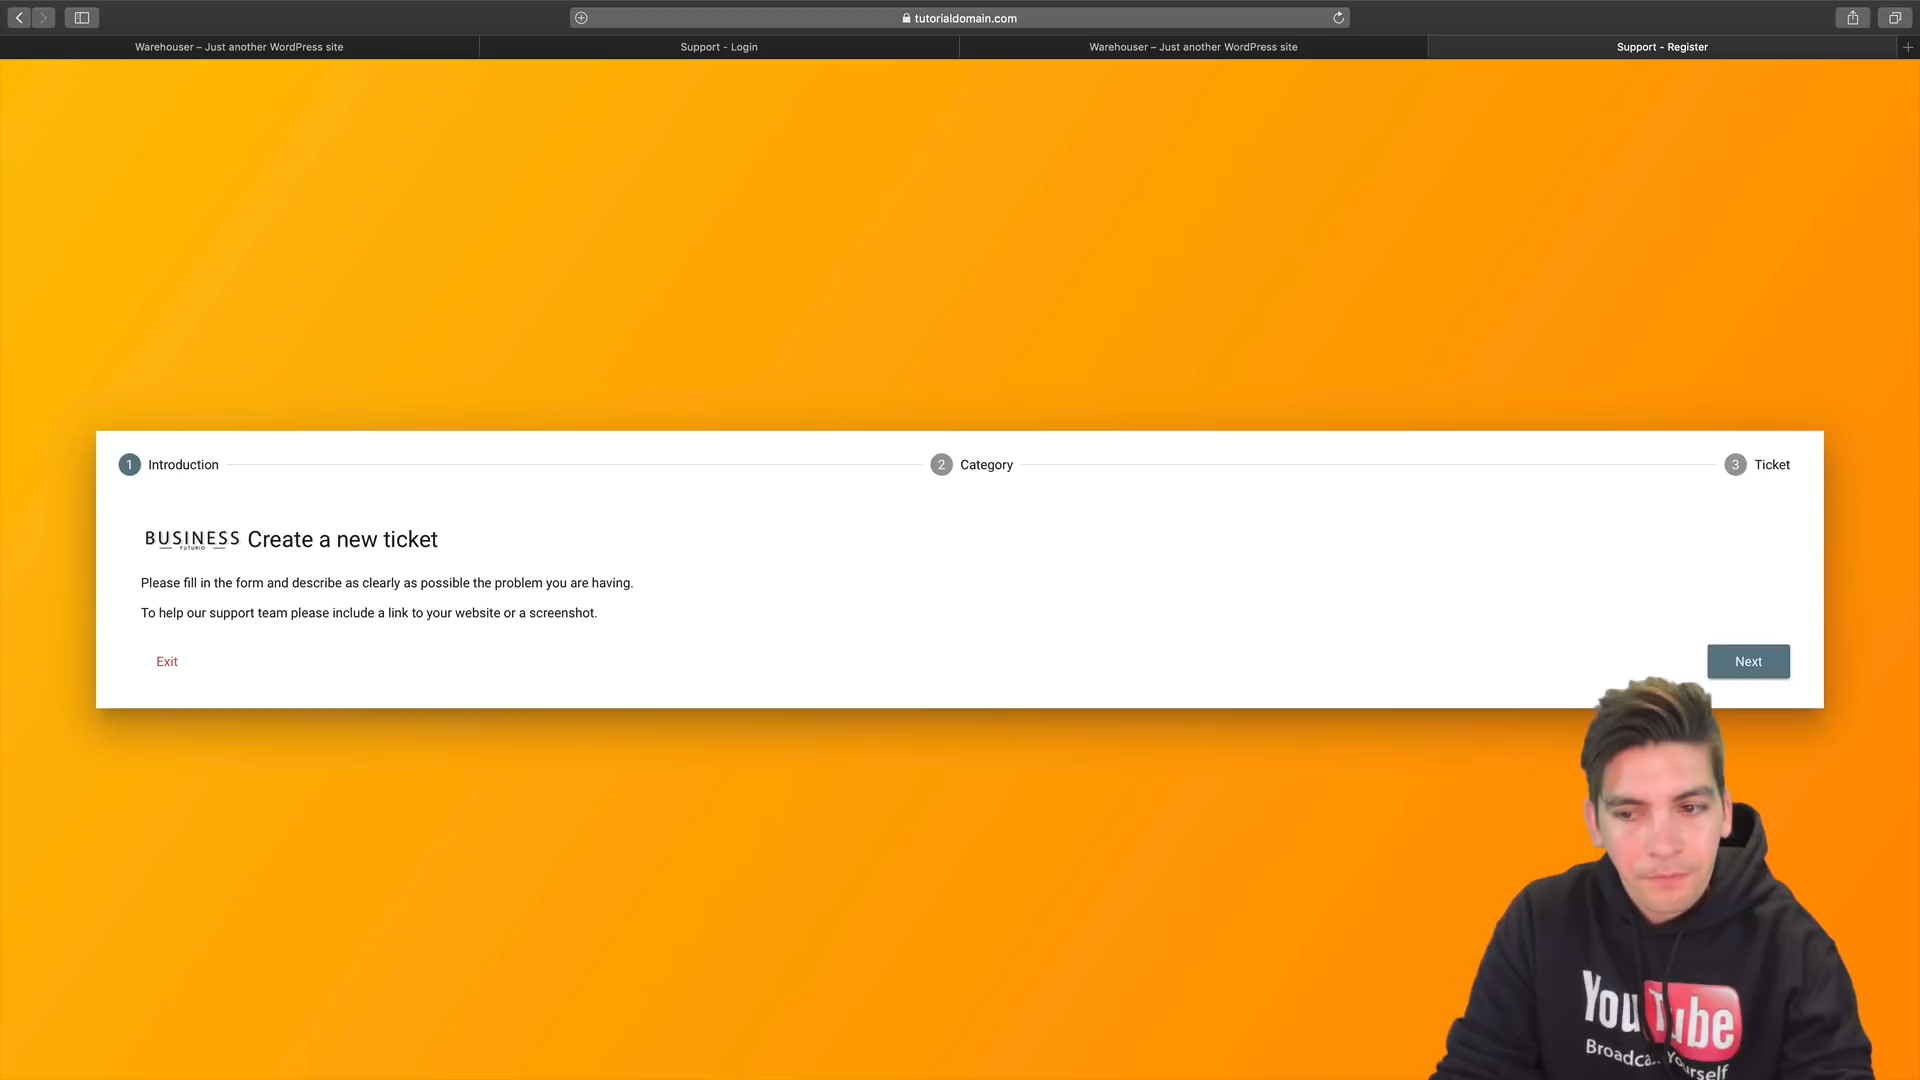 tutorialdomain.com
Warehouser – Just another WordPress site
Support - Login
Warehouser – Just another WordPress site
Support - Register
1 Introduction
2 Category
3 Ticket
BUSINESS
FUTURIO
Create a new ticket
Please fill in the form and describe as clearly as possible the problem you are having.
To help our support team please include a link to your website or a screenshot.
Exit
Next
YouTube
Broadcast Yourself